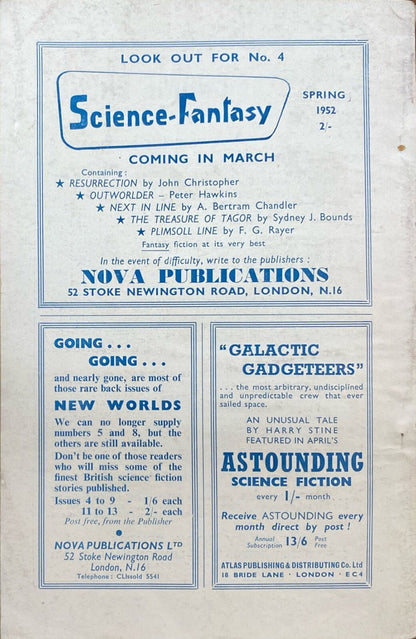 LOOK OUT FOR No. 4
Science-Fantasy
SPRING
1952
2/-
COMING IN MARCH
Containing :
★ RESURRECTION by John Christopher
★ OUTWORLDER – Peter Hawkins
★ NEXT IN LINE by A. Bertram Chandler
★ THE TREASURE OF TAGOR by Sydney J. Bounds
★ PLIMSOLL LINE by F. G. Rayer
Fantasy fiction at its very best
In the event of difficulty, write to the publishers :
NOVA PUBLICATIONS
52 STOKE NEWINGTON ROAD, LONDON, N.16
GOING . . .
GOING . . .
and nearly gone, are most of
those rare back issues of
NEW WORLDS
We can no longer supply
numbers 5 and 8, but the
others are still available.
Don't be one of those readers
who will miss some of the
finest British science fiction
stories published.
Issues 4 to 9 - 1/6 each
11 to 13 - 2/- each
Post free, from the Publisher
●
NOVA PUBLICATIONS LTD.
52 Stoke Newington Road
London, N.16
Telephone : CLIssold 5541
"GALACTIC
GADGETEERS"
. . . the most arbitrary, undisciplined
and unpredictable crew that ever
sailed space.
AN UNUSUAL TALE
BY HARRY STINE
FEATURED IN APRIL'S
ASTOUNDING
SCIENCE FICTION
every 1/- month
Receive ASTOUNDING every
month direct by post !
Annual Subscription 13/6 Post Free
ATLAS PUBLISHING & DISTRIBUTING Co. Ltd
18 BRIDE LANE · LONDON · EC4